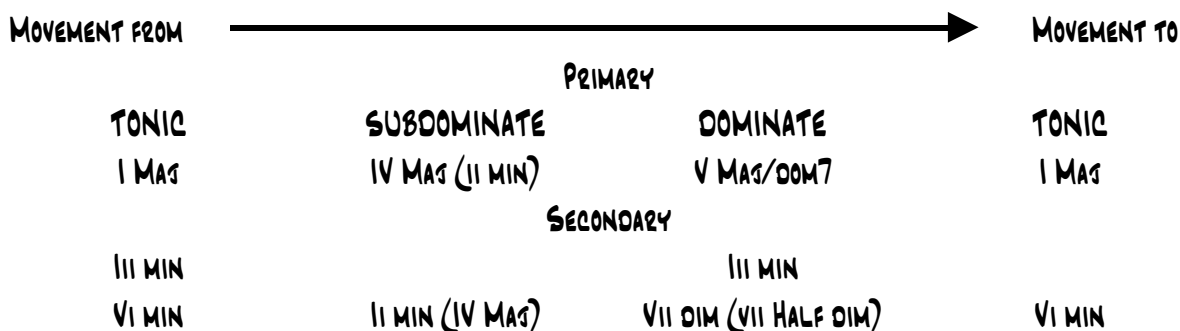 Movement from Movement to
Primary
TONIC SUBDOMINATE DOMINATE TONIC
I Maj IV Maj (ii min) V Maj/dom7 I Maj
Secondary
Iii min Iii min
Vi min Ii min (IV Maj) Vii dim (vii Half dim) Vi min